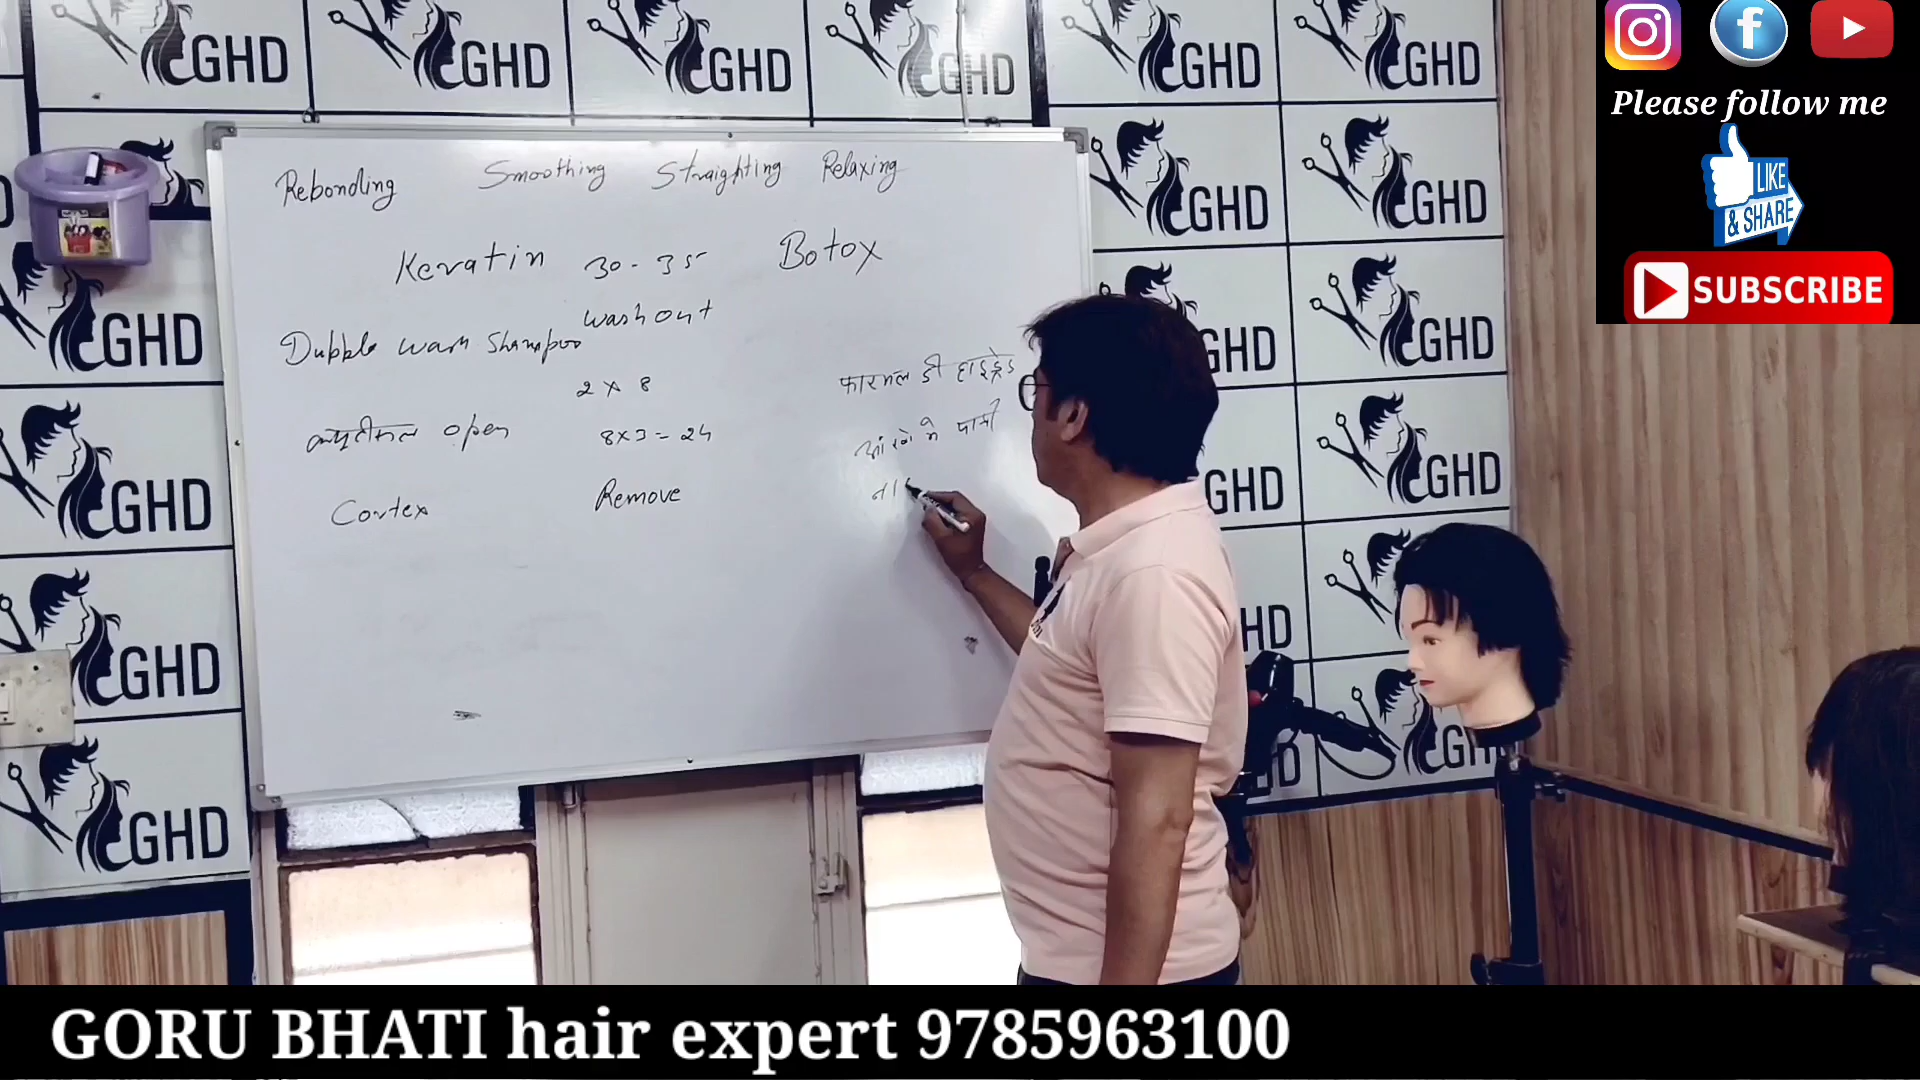 Rebonding Smoothing Straighting Relaxing
Keratin 30 - 35 Botox
Dubble wash Shampoo washout
2 x 8
open 8x3 = 24
Cortex Remove
फारमल डी हाइड्रेड
आंखो मे पानी
GHD
Please follow me
LIKE
& SHARE
SUBSCRIBE
GORU BHATI hair expert 9785963100